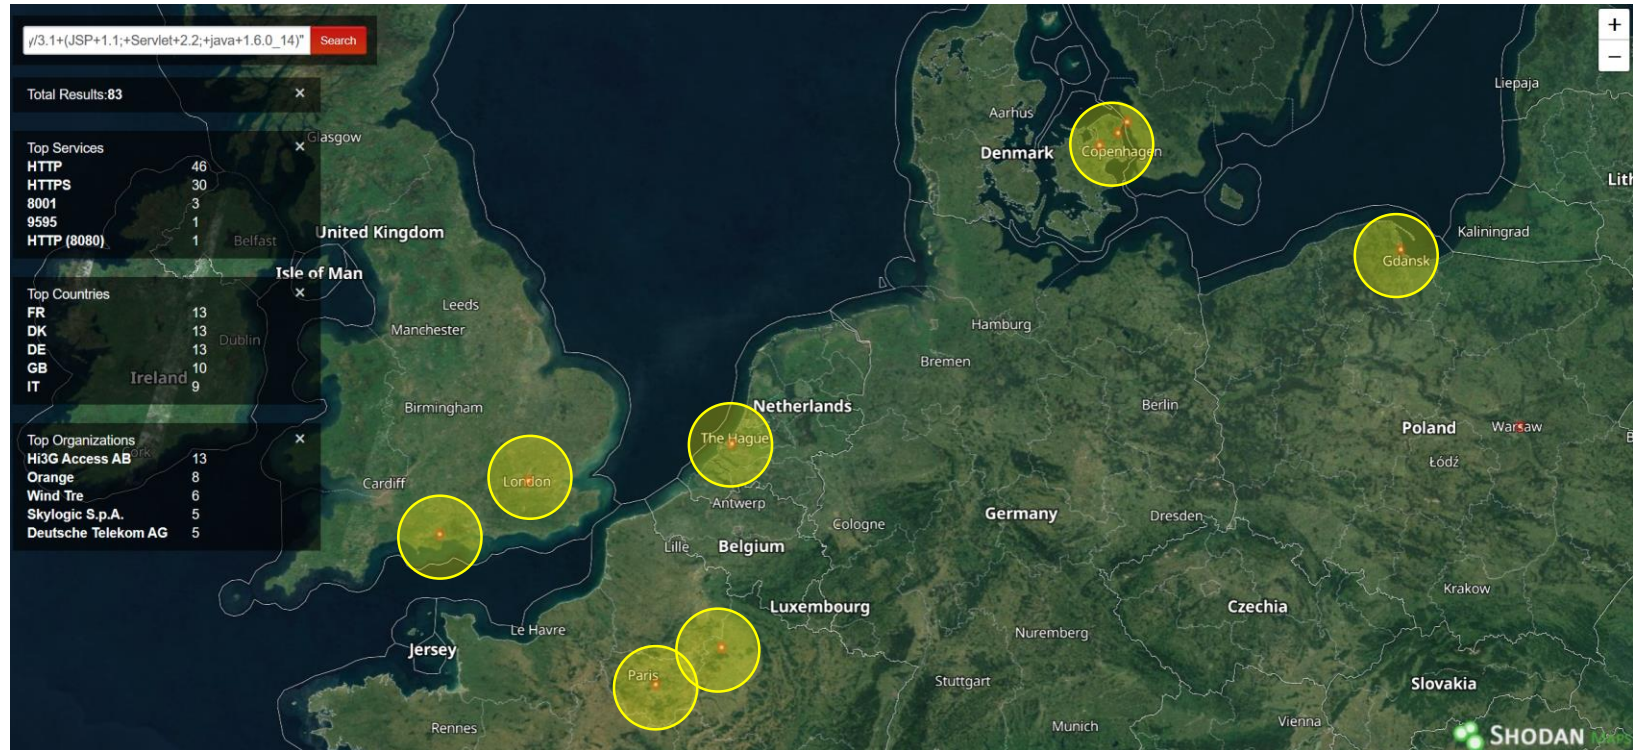 y/3.1+(JSP+1.1;+Servlet+2.2;+java+1.6.0_14)" Search
Total Results:83 ×
Top Services ×
HTTP 46
HTTPS 30
8001 3
9595 1
HTTP (8080) 1
Top Countries ×
FR 13
DK 13
DE 13
GB 10
IT 9
Top Organizations ×
Hi3G Access AB 13
Orange 8
Wind Tre 6
Skylogic S.p.A. 5
Deutsche Telekom AG 5
+
−
Liepaja
Aarhus
Glasgow
Denmark
Copenhagen
Lith
United Kingdom
Kaliningrad
Belfast
Gdansk
Isle of Man
Leeds
Hamburg
Manchester
Dublin
Bremen
Ireland
Birmingham
Netherlands
Berlin
Poland
Warsaw
The Hague
Łódź
Cardiff
London
Antwerp
Cologne
Germany
Dresden
Lille
Belgium
Krakow
Luxembourg
Czechia
Le Havre
Nuremberg
Jersey
Paris
Stuttgart
Slovakia
Rennes
Munich
Vienna
SHODAN MAPS